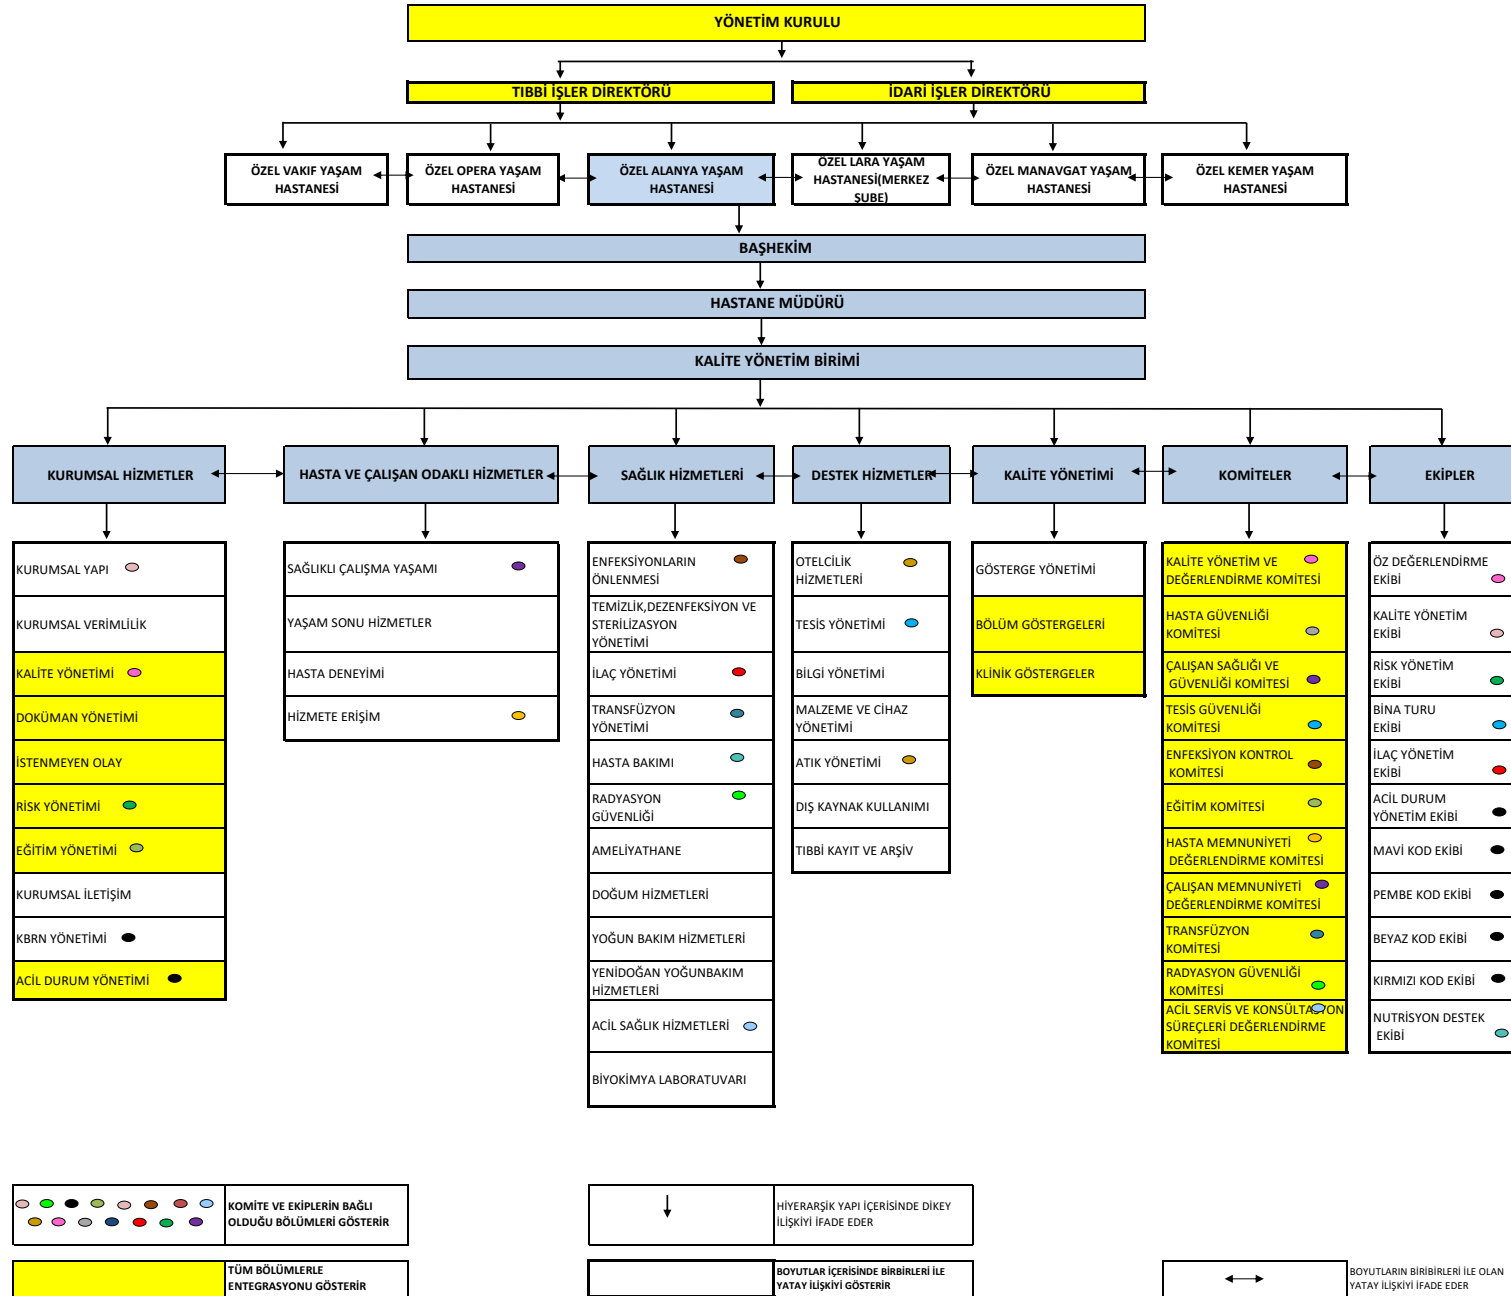 YÖNETİM KURULU
TIBBİ İŞLER DİREKTÖRÜ
İDARİ İŞLER DİREKTÖRÜ
ÖZEL VAKIF YAŞAM
HASTANESİ
ÖZEL OPERA YAŞAM
HASTANESİ
ÖZEL ALANYA YAŞAM
HASTANESİ
ÖZEL LARA YAŞAM
HASTANESİ(MERKEZ
ŞUBE)
ÖZEL MANAVGAT YAŞAM
HASTANESİ
ÖZEL KEMER YAŞAM
HASTANESİ
BAŞHEKİM
HASTANE MÜDÜRÜ
KALİTE YÖNETİM BİRİMİ
KURUMSAL HİZMETLER
HASTA VE ÇALIŞAN ODAKLI HİZMETLER
SAĞLIK HİZMETLERİ
DESTEK HİZMETLER
KALİTE YÖNETİMİ
KOMİTELER
EKİPLER
KURUMSAL YAPI
KURUMSAL VERİMLİLİK
KALİTE YÖNETİMİ
DOKÜMAN YÖNETİMİ
İSTENMEYEN OLAY
RİSK YÖNETİMİ
EĞİTİM YÖNETİMİ
KURUMSAL İLETİŞİM
KBRN YÖNETİMİ
ACİL DURUM YÖNETİMİ
SAĞLIKLI ÇALIŞMA YAŞAMI
YAŞAM SONU HİZMETLER
HASTA DENEYİMİ
HİZMETE ERİŞİM
ENFEKSİYONLARIN
ÖNLENMESİ
TEMİZLİK,DEZENFEKSİYON VE
STERİLİZASYON
YÖNETİMİ
İLAÇ YÖNETİMİ
TRANSFÜZYON
YÖNETİMİ
HASTA BAKIMI
RADYASYON
GÜVENLİĞİ
AMELİYATHANE
DOĞUM HİZMETLERİ
YOĞUN BAKIM HİZMETLERİ
YENİDOĞAN YOĞUNBAKIM
HİZMETLERİ
ACİL SAĞLIK HİZMETLERİ
BİYOKİMYA LABORATUVARI
OTELCİLİK
HİZMETLERİ
TESİS YÖNETİMİ
BİLGİ YÖNETİMİ
MALZEME VE CİHAZ
YÖNETİMİ
ATIK YÖNETİMİ
DIŞ KAYNAK KULLANIMI
TIBBİ KAYIT VE ARŞİV
GÖSTERGE YÖNETİMİ
BÖLÜM GÖSTERGELERİ
KLİNİK GÖSTERGELER
KALİTE YÖNETİM VE
DEĞERLENDİRME KOMİTESİ
HASTA GÜVENLİĞİ
KOMİTESİ
ÇALIŞAN SAĞLIĞI VE
GÜVENLİĞİ KOMİTESİ
TESİS GÜVENLİĞİ
KOMİTESİ
ENFEKSİYON KONTROL
KOMİTESİ
EĞİTİM KOMİTESİ
HASTA MEMNUNİYETİ
DEĞERLENDİRME KOMİTESİ
ÇALIŞAN MEMNUNİYETİ
DEĞERLENDİRME KOMİTESİ
TRANSFÜZYON
KOMİTESİ
RADYASYON GÜVENLİĞİ
KOMİTESİ
ACİL SERVİS VE KONSÜLTASYON
SÜREÇLERİ DEĞERLENDİRME
KOMİTESİ
ÖZ DEĞERLENDİRME
EKİBİ
KALİTE YÖNETİM
EKİBİ
RİSK YÖNETİM
EKİBİ
BİNA TURU
EKİBİ
İLAÇ YÖNETİM
EKİBİ
ACİL DURUM
YÖNETİM EKİBİ
MAVİ KOD EKİBİ
PEMBE KOD EKİBİ
BEYAZ KOD EKİBİ
KIRMIZI KOD EKİBİ
NUTRİSYON DESTEK
EKİBİ
KOMİTE VE EKİPLERİN BAĞLI
OLDUĞU BÖLÜMLERİ GÖSTERİR
HİYERARŞİK YAPI İÇERİSİNDE DİKEY
İLİŞKİYİ İFADE EDER
TÜM BÖLÜMLERLE
ENTEGRASYONU GÖSTERİR
BOYUTLAR İÇERİSİNDE BİRBİRLERİ İLE
YATAY İLİŞKİYİ GÖSTERİR
BOYUTLARIN BİRİBİRLERİ İLE OLAN
YATAY İLİŞKİYİ İFADE EDER